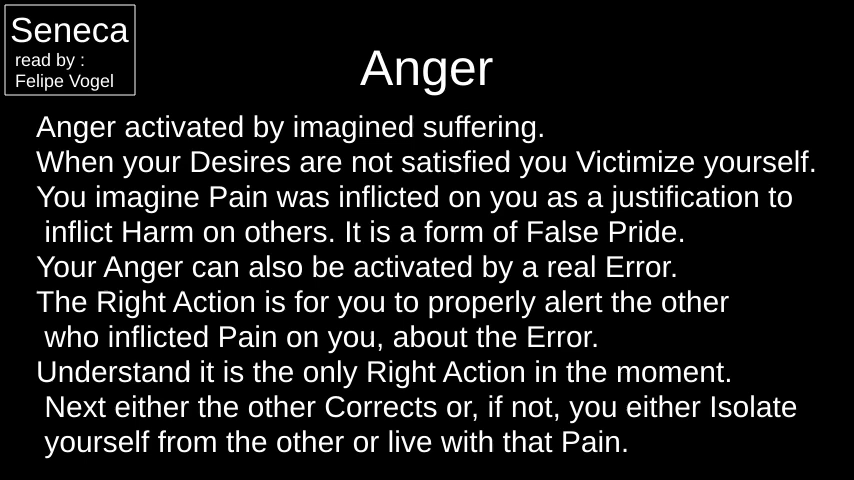 Seneca
read by :
Felipe Vogel
Anger
Anger activated by imagined suffering.
When your Desires are not satisfied you Victimize yourself.
You imagine Pain was inflicted on you as a justification to
inflict Harm on others. It is a form of False Pride.
Your Anger can also be activated by a real Error.
The Right Action is for you to properly alert the other
who inflicted Pain on you, about the Error.
Understand it is the only Right Action in the moment.
Next either the other Corrects or, if not, you either Isolate
yourself from the other or live with that Pain.